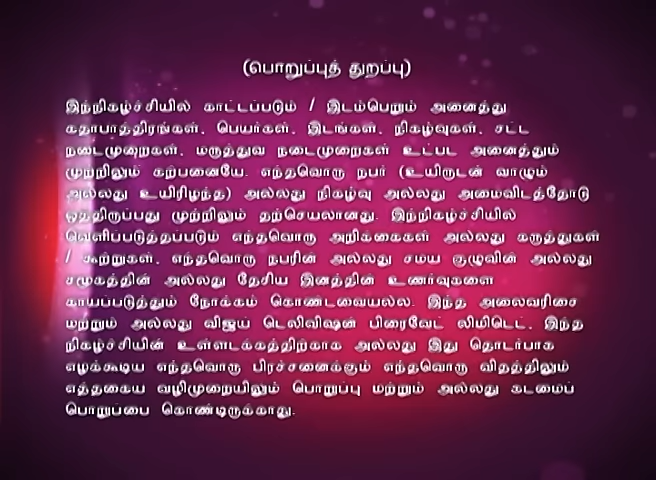 (பொறுப்புத் துறப்பு)
இந்நிகழ்ச்சியில் காட்டப்படும் / இடம்பெறும் அனைத்து
கதாபாத்திரங்கள், பெயர்கள், இடங்கள், நிகழ்வுகள், சட்ட
நடைமுறைகள், மருத்துவ நடைமுறைகள் உட்பட அனைத்தும்
முற்றிலும் கற்பனையே. எந்தவொரு நபர் (உயிருடன் வாழும்
அல்லது உயிரிழந்த) அல்லது நிகழ்வு அல்லது அமைவிடத்தோடு
ஒத்திருப்பது முற்றிலும் தற்செயலானது. இந்நிகழ்ச்சியில்
வெளிப்படுத்தப்படும் எந்தவொரு அறிக்கைகள் அல்லது கருத்துகள்
/ கூற்றுகள், எந்தவொரு நபரின் அல்லது சமய குழுவின் அல்லது
சமூகத்தின் அல்லது தேசிய இனத்தின் உணர்வுகளை
காயப்படுத்தும் நோக்கம் கொண்டவையல்ல. இந்த அலைவரிசை
மற்றும் அல்லது விஜய் டெலிவிஷன் பிரைவேட் லிமிடெட், இந்த
நிகழ்ச்சியின் உள்ளடக்கத்திற்காக அல்லது இது தொடர்பாக
எழக்கூடிய எந்தவொரு பிரச்சனைக்கும் எந்தவொரு விதத்திலும்
எத்தகைய வழிமுறையிலும் பொறுப்பு மற்றும் அல்லது கடமைப்
பொறுப்பை கொண்டிருக்காது.